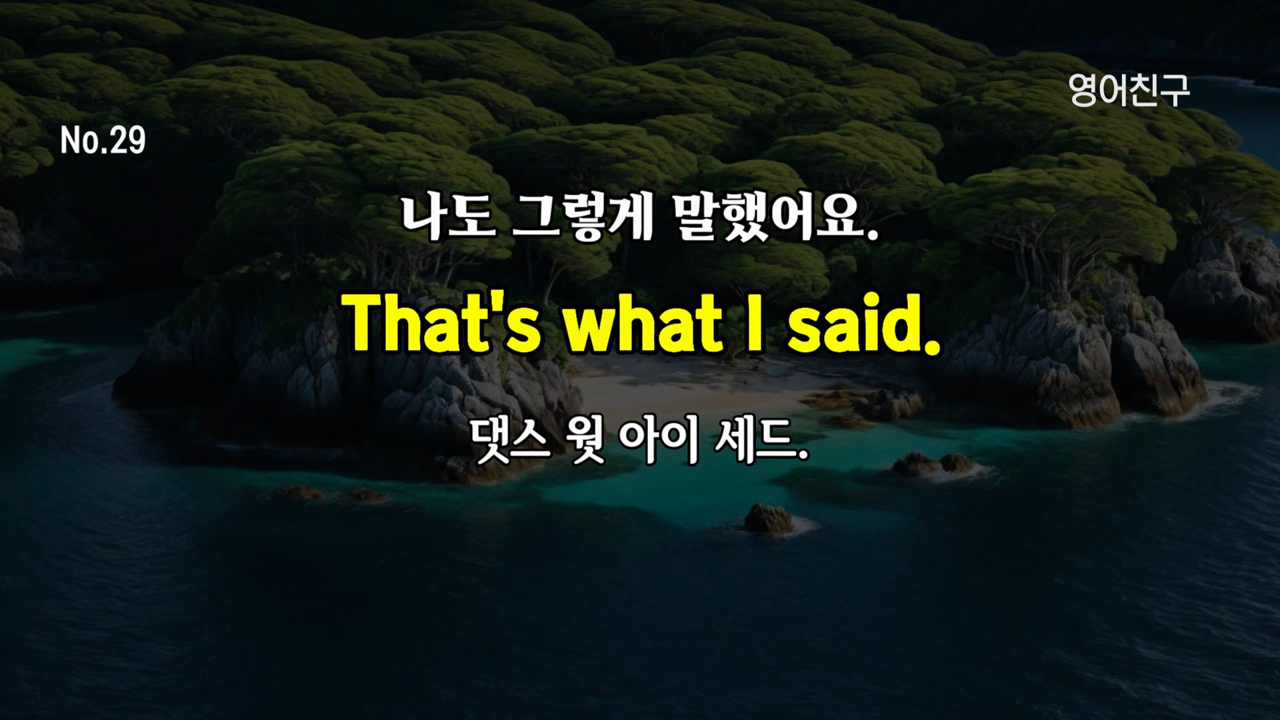 영어친구
No.29
나도 그렇게 말했어요.
That's what I said.
댓스 웟 아이 세드.